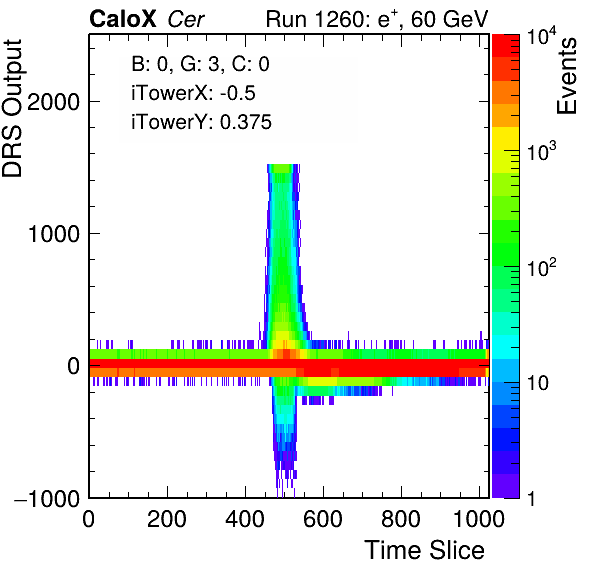 CaloX Cer Run 1260: e⁺, 60 GeV
B: 0, G: 3, C: 0
iTowerX: -0.5
iTowerY: 0.375
DRS Output
2000
1000
0
−1000
0 200 400 600 800 1000
Time Slice
Events
10⁴
10³
10²
10
1